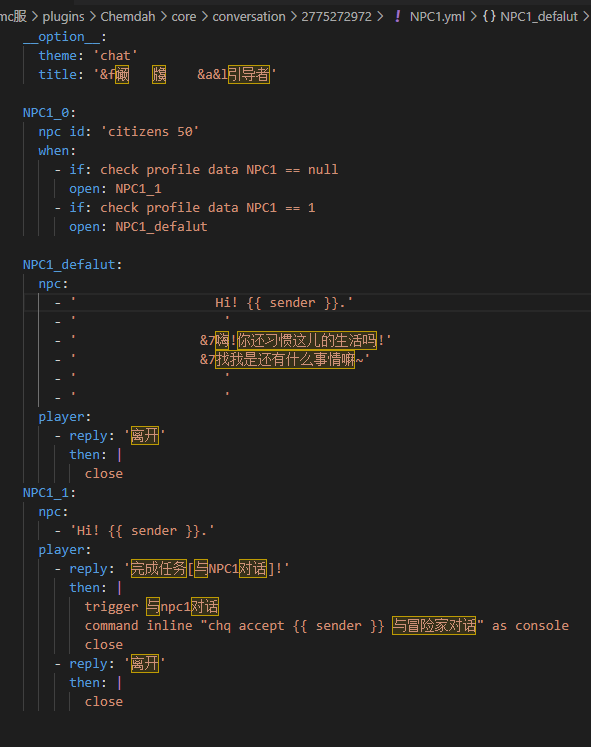 mc服 > plugins > Chemdah > core > conversation > 2775272972 > ! NPC1.yml > {} NPC1_defalut >
__option__:
theme: 'chat'
title: '&f &a&l引导者'
NPC1_0:
npc id: 'citizens 50'
when:
- if: check profile data NPC1 == null
open: NPC1_1
- if: check profile data NPC1 == 1
open: NPC1_defalut
NPC1_defalut:
npc:
- ' Hi! {{ sender }}.'
- ' '
- ' &7嗨!你还习惯这儿的生活吗!'
- ' &7找我是还有什么事情嘛~'
- ' '
- ' '
player:
- reply: '离开'
then: |
close
NPC1_1:
npc:
- 'Hi! {{ sender }}.'
player:
- reply: '完成任务[与NPC1对话]!'
then: |
trigger 与npc1对话
command inline "chq accept {{ sender }} 与冒险家对话" as console
close
- reply: '离开'
then: |
close